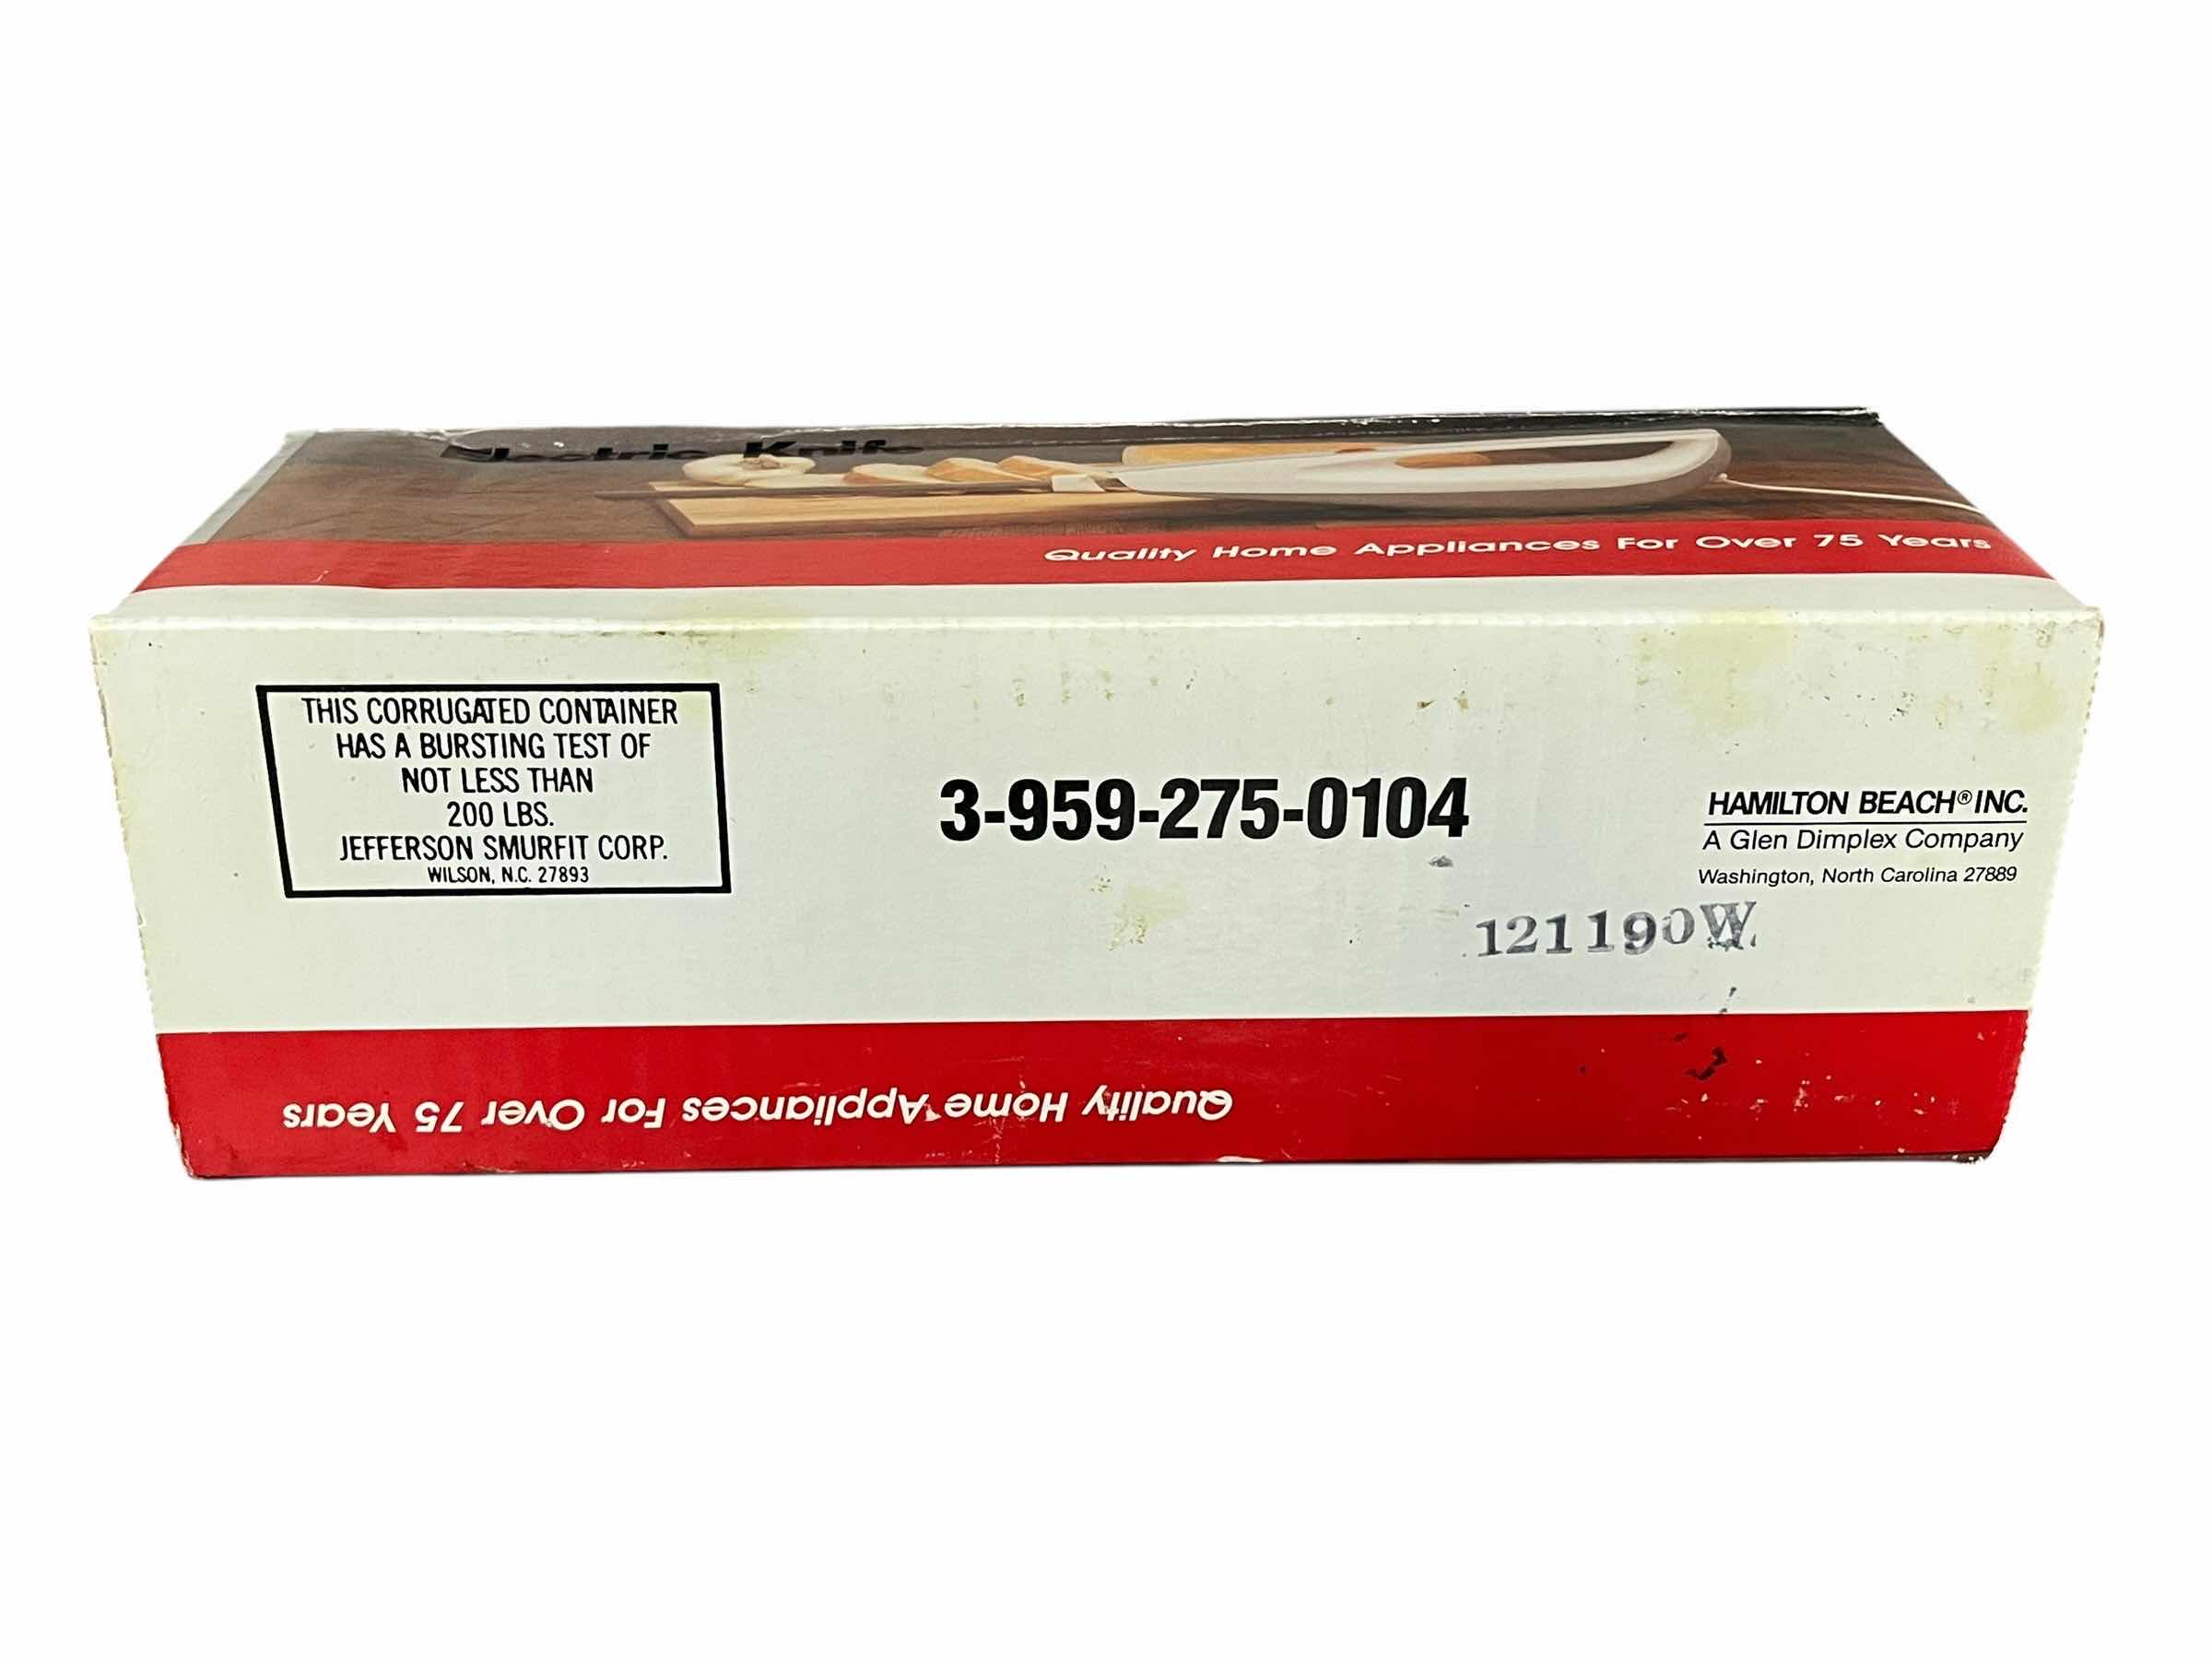 Electric Knife
Quality Home Appliances For Over 75 Years
THIS CORRUGATED CONTAINER
HAS A BURSTING TEST OF
NOT LESS THAN
200 LBS.
JEFFERSON SMURFIT CORP.
WILSON, N.C. 27893
3-959-275-0104
HAMILTON BEACH® INC.
A Glen Dimplex Company
Washington, North Carolina 27889
121190W
Quality Home Appliances For Over 75 Years